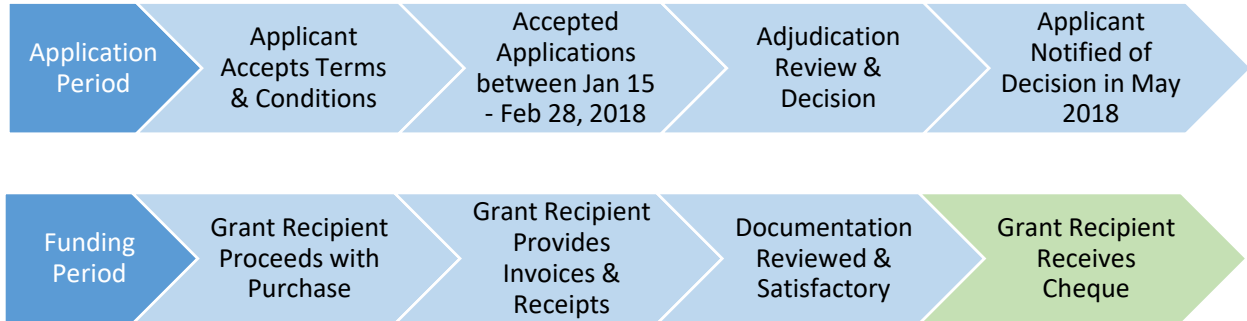 Application
Period
Applicant
Accepts Terms
& Conditions
Accepted
Applications
between Jan 15
- Feb 28, 2018
Adjudication
Review &
Decision
Applicant
Notified of
Decision in May
2018
Funding
Period
Grant Recipient
Proceeds with
Purchase
Grant Recipient
Provides
Invoices &
Receipts
Documentation
Reviewed &
Satisfactory
Grant Recipient
Receives
Cheque